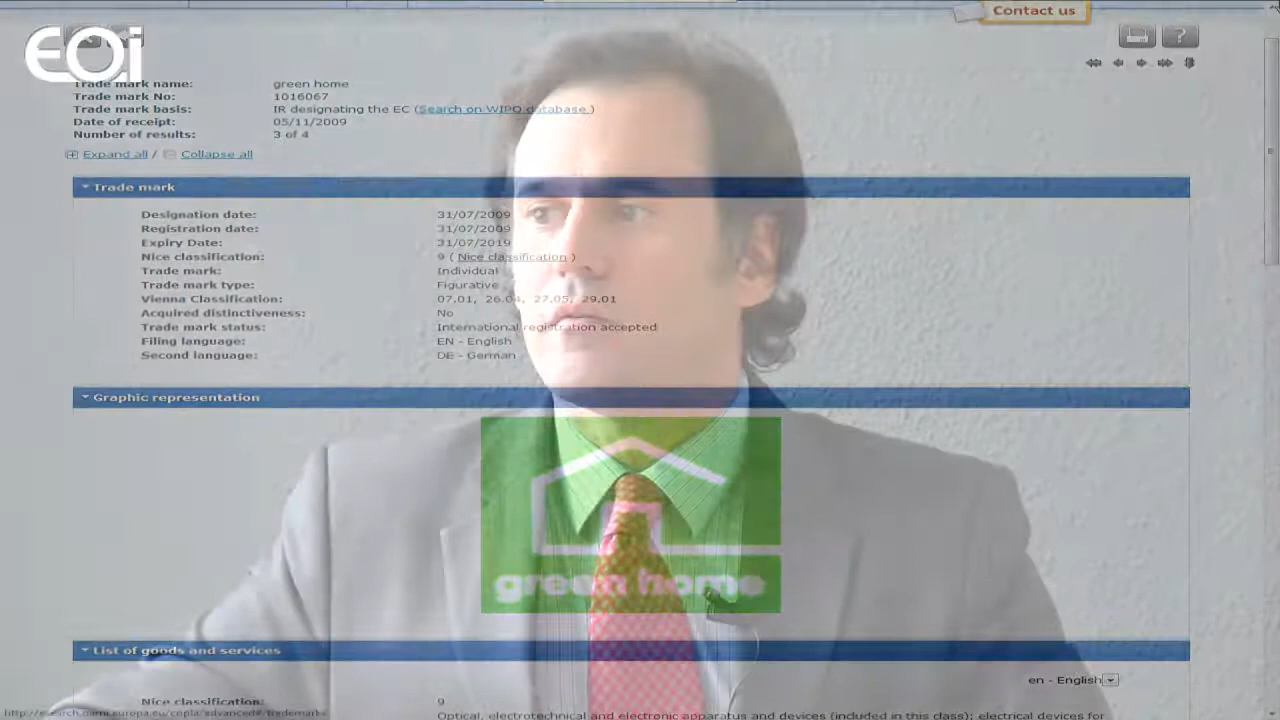 Contact us
EOi
Trade mark name: green home
Trade mark No: 1016067
Trade mark basis: IR designating the EC (Search on WIPO database )
Date of receipt: 05/11/2009
Number of results: 3 of 4
Expand all / Collapse all
Trade mark
Designation date: 31/07/2009
Registration date: 31/07/2009
Expiry Date: 31/07/2019
Nice classification: 9 ( Nice classification )
Trade mark: Individual
Trade mark type: Figurative
Vienna Classification: 07.01, 26.04, 27.05, 29.01
Acquired distinctiveness: No
Trade mark status: International registration accepted
Filing language: EN - English
Second language: DE - German
Graphic representation
green home
List of goods and services
en - English
Nice classification: 9
Optical, electrotechnical and electronic apparatus and devices (included in this class); electrical devices for